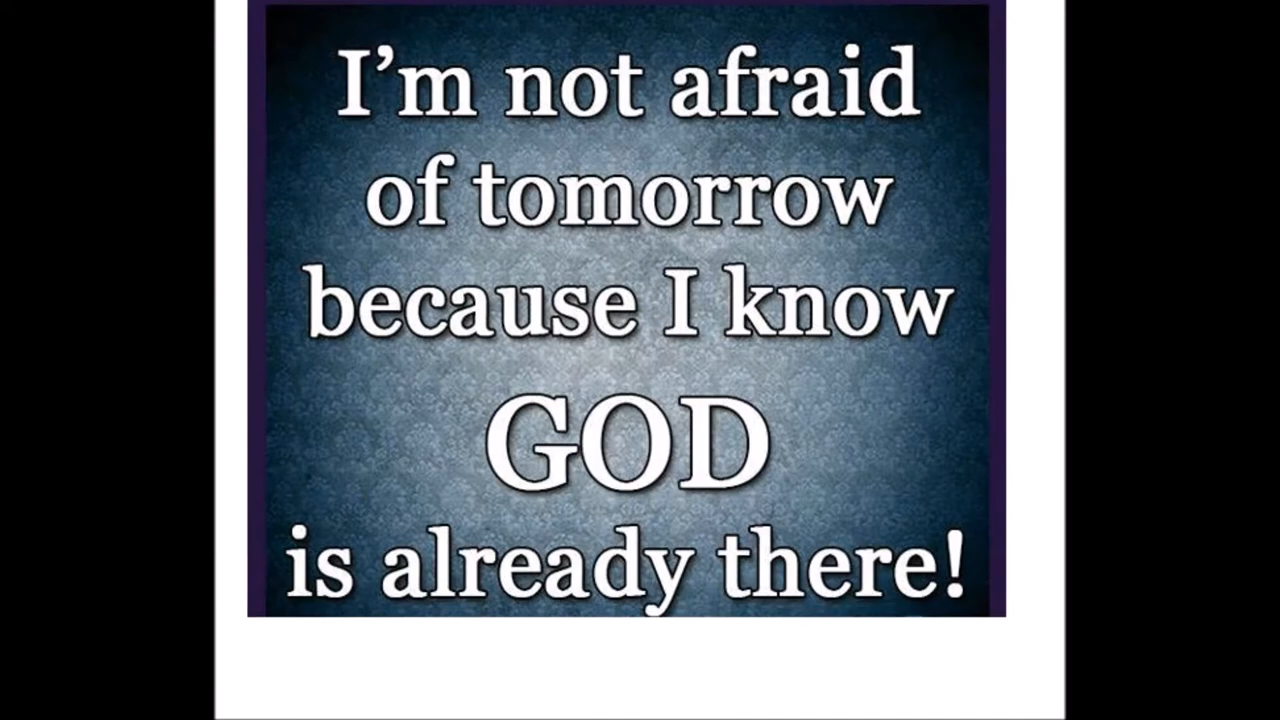 I’m not afraid
of tomorrow
because I know
GOD
is already there!